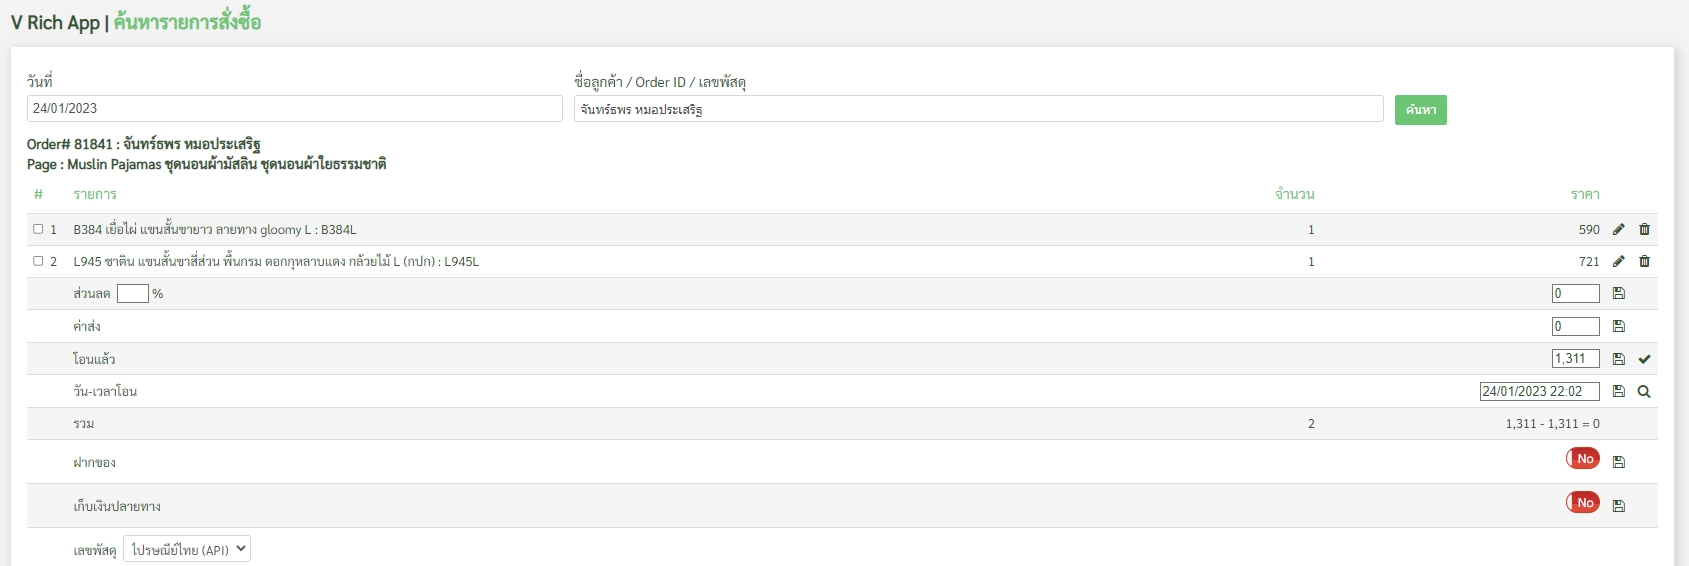 V Rich App | ค้นหารายการสั่งซื้อ
วันที่ ชื่อลูกค้า / Order ID / เลขพัสดุ
24/01/2023 จันทร์ธพร หมอประเสริฐ ค้นหา
Order# 81841 : จันทร์ธพร หมอประเสริฐ
Page : Muslin Pajamas ชุดนอนผ้ามัสลิน ชุดนอนผ้าใยธรรมชาติ
# รายการ จำนวน ราคา
1 B384 เยื่อไผ่ แขนสั้นขายาว ลายทาง gloomy L : B384L 1 590
2 L945 ซาติน แขนสั้นขาสี่ส่วน พื้นกรม ดอกกุหลาบแดง กล้วยไม้ L (กปก) : L945L 1 721
ส่วนลด % 0
ค่าส่ง 0
โอนแล้ว 1,311
วัน-เวลาโอน 24/01/2023 22:02
รวม 2 1,311 - 1,311 = 0
ฝากของ No
เก็บเงินปลายทาง No
เลขพัสดุ ไปรษณีย์ไทย (API)